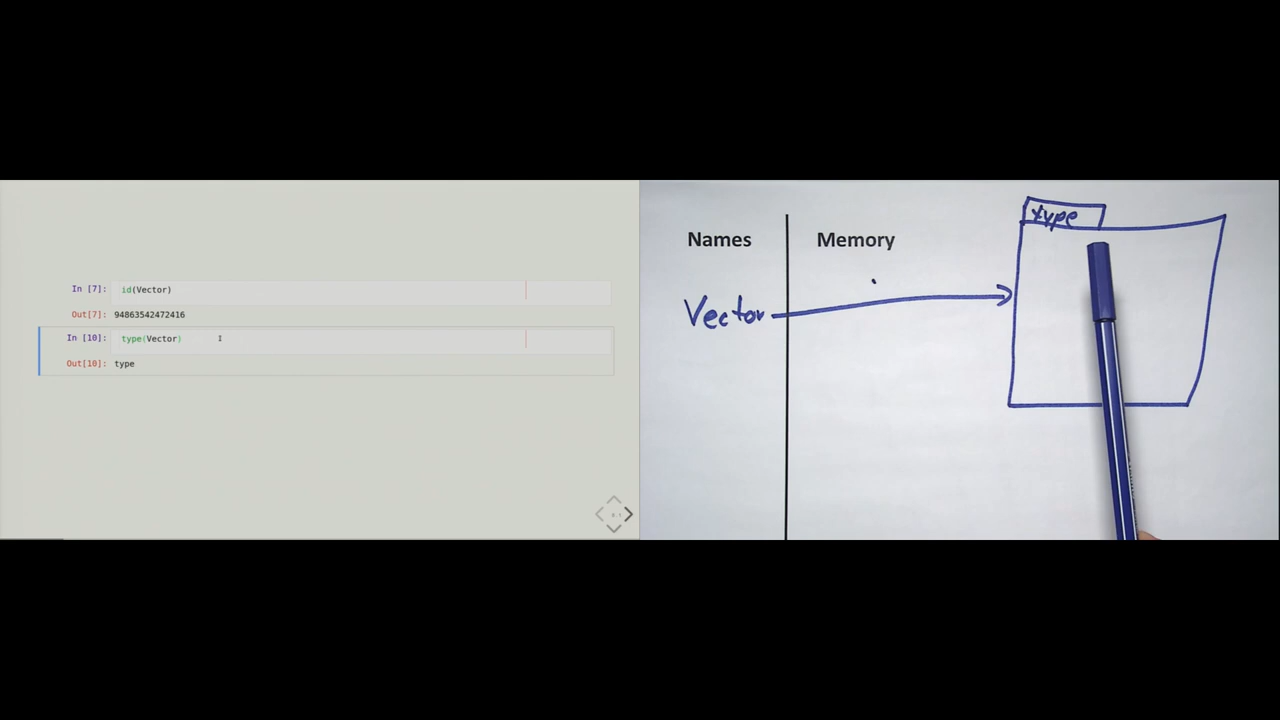 In [7]: id(Vector)
Out[7]: 94863542472416
In [10]: type(Vector)
Out[10]: type
type
Names Memory
Vector